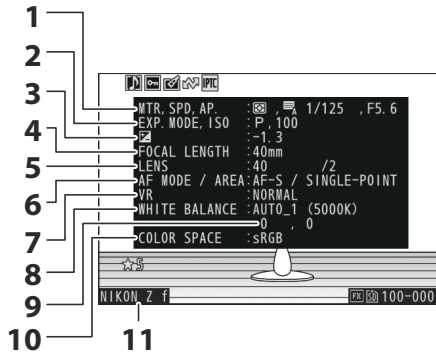 1
2
3
4
5
6
7
8
9
10
11
IPTC
MTR, SPD, AP. : , A 1/125 , F5. 6
EXP. MODE, ISO : P, 100
:-1. 3
FOCAL LENGTH :40mm
LENS :40 /2
AF MODE / AREA:AF-S / SINGLE-POINT
VR :NORMAL
WHITE BALANCE :AUTO_1 (5000K)
:0 , 0
COLOR SPACE :sRGB
☆5
NIKON Z f FX SD 100-000